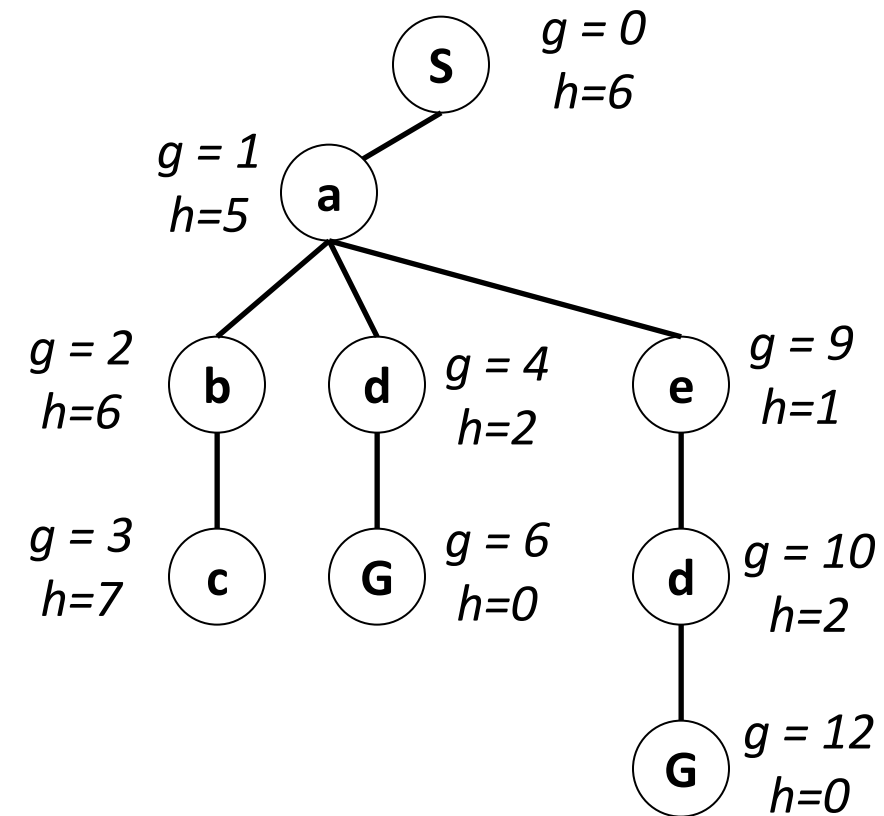 S
g = 0
h=6
g = 1
h=5
a
g = 2
h=6
b
d
g = 4
h=2
e
g = 9
h=1
g = 3
h=7
c
G
g = 6
h=0
d
g = 10
h=2
G
g = 12
h=0